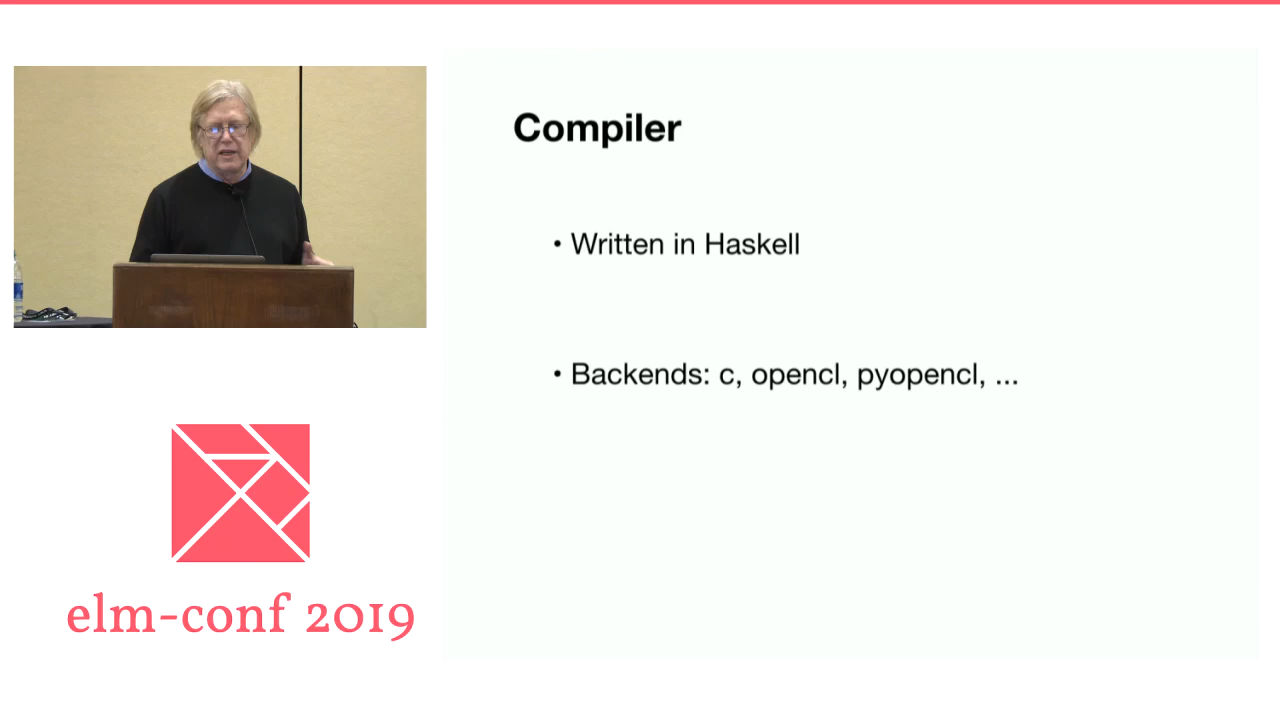 Compiler
• Written in Haskell
• Backends: c, opencl, pyopencl, ...
elm-conf 2019